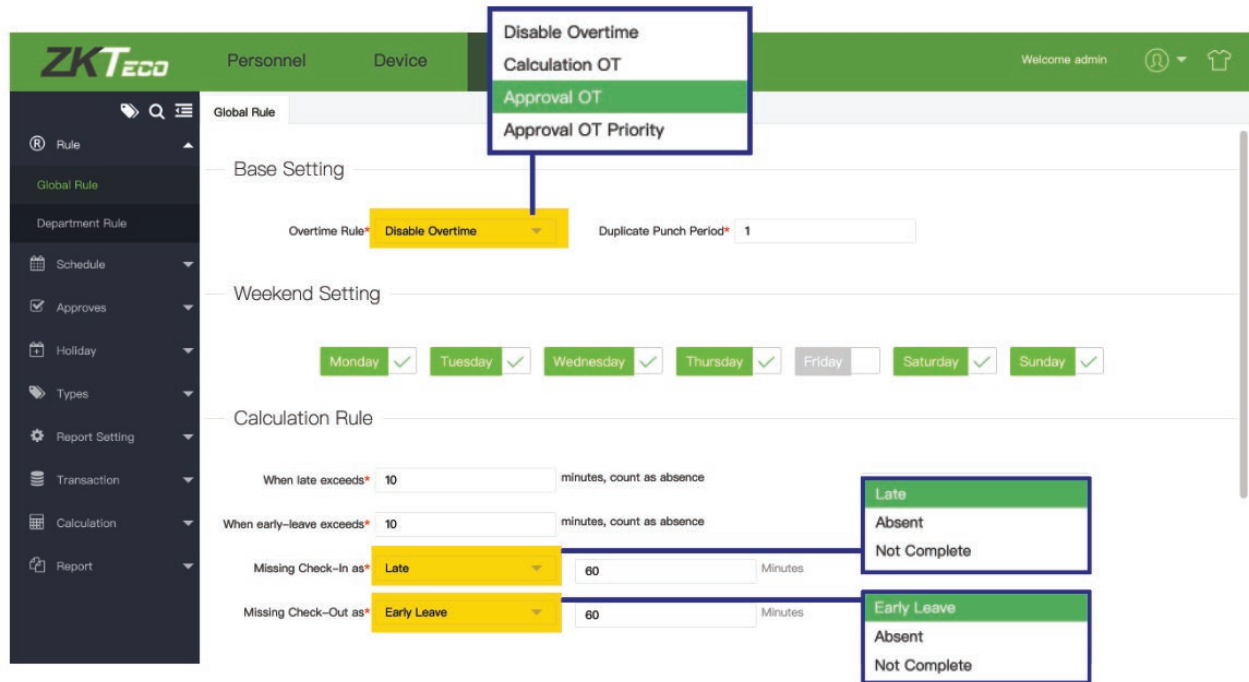 Disable Overtime
Calculation OT
Approval OT
Approval OT Priority
ZKTECO
Personnel
Device
Welcome admin
Global Rule
® Rule
Global Rule
Department Rule
Schedule
Approves
Holiday
Types
Report Setting
Transaction
Calculation
Report
Base Setting
Overtime Rule* Disable Overtime Duplicate Punch Period* 1
Weekend Setting
Monday Tuesday Wednesday Thursday Friday Saturday Sunday
Calculation Rule
When late exceeds* 10 minutes, count as absence
When early-leave exceeds* 10 minutes, count as absence
Missing Check-In as* Late 60 Minutes
Missing Check-Out as* Early Leave 60 Minutes
Late
Absent
Not Complete
Early Leave
Absent
Not Complete